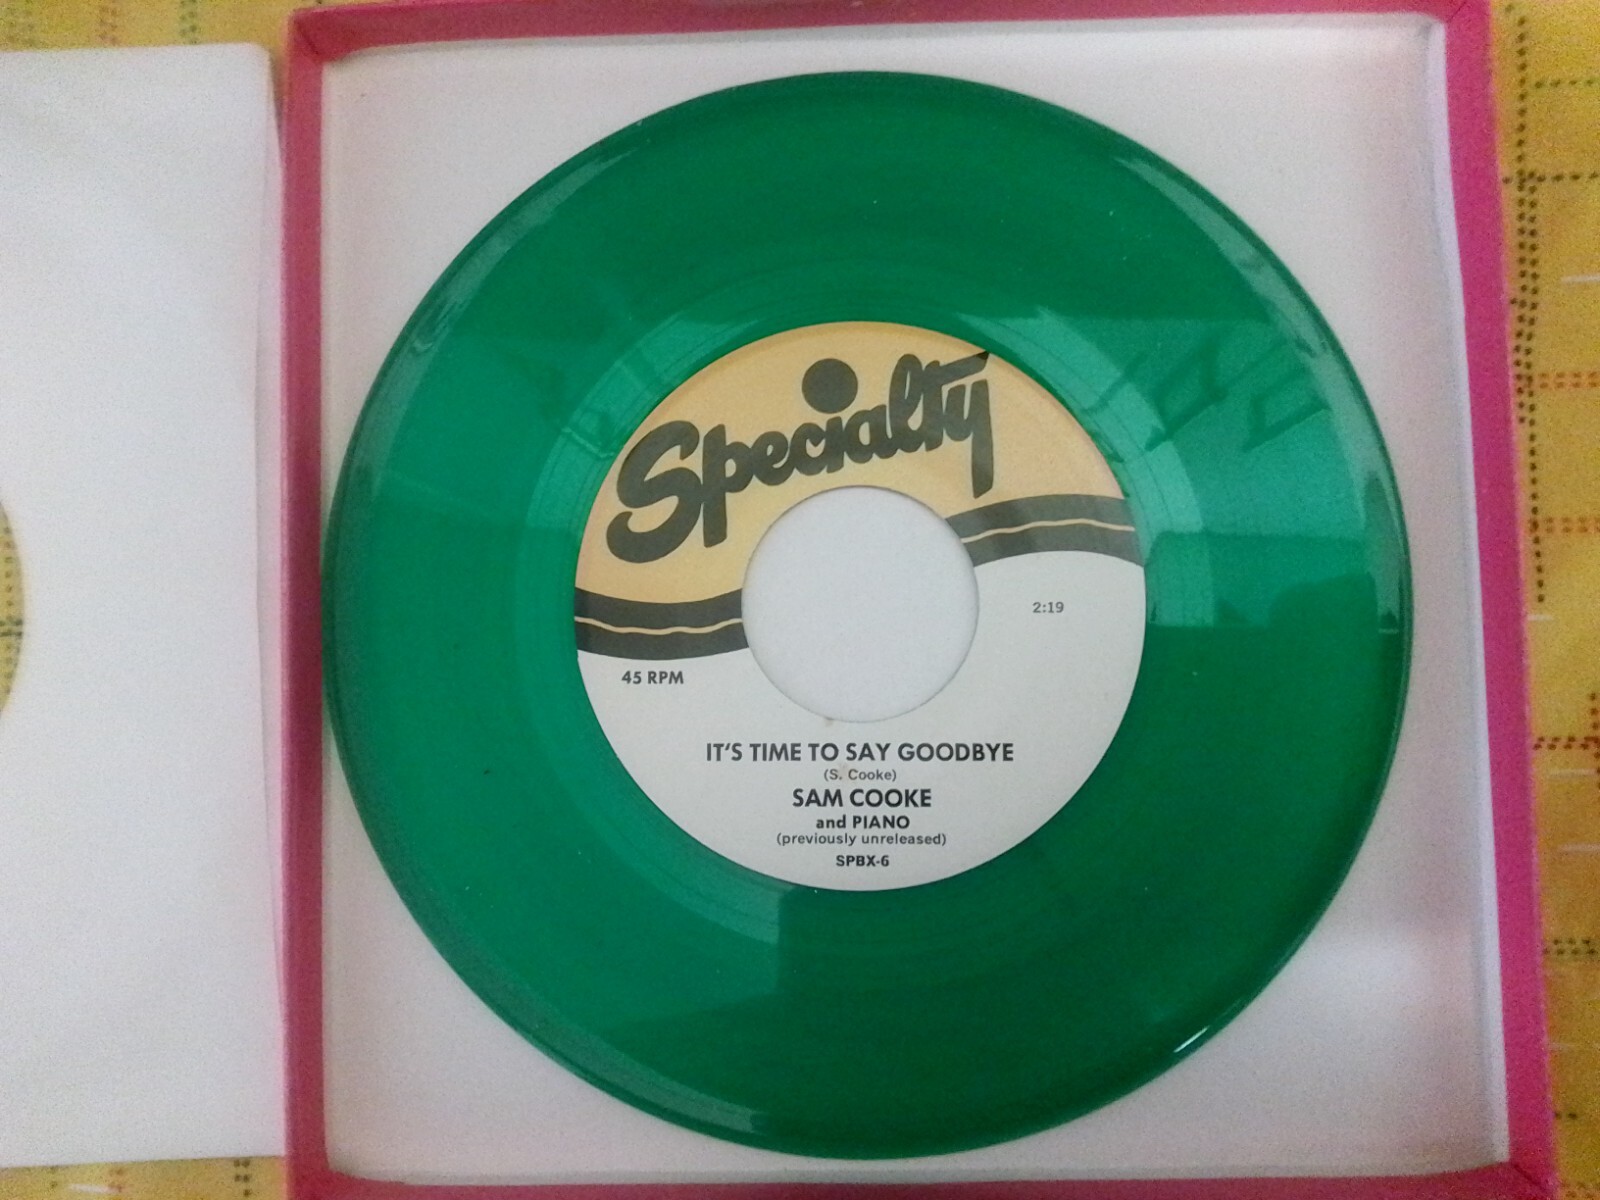 Specialty
2:19
45 RPM
IT'S TIME TO SAY GOODBYE
(S. Cooke)
SAM COOKE
and PIANO
(previously unreleased)
SPBX-6